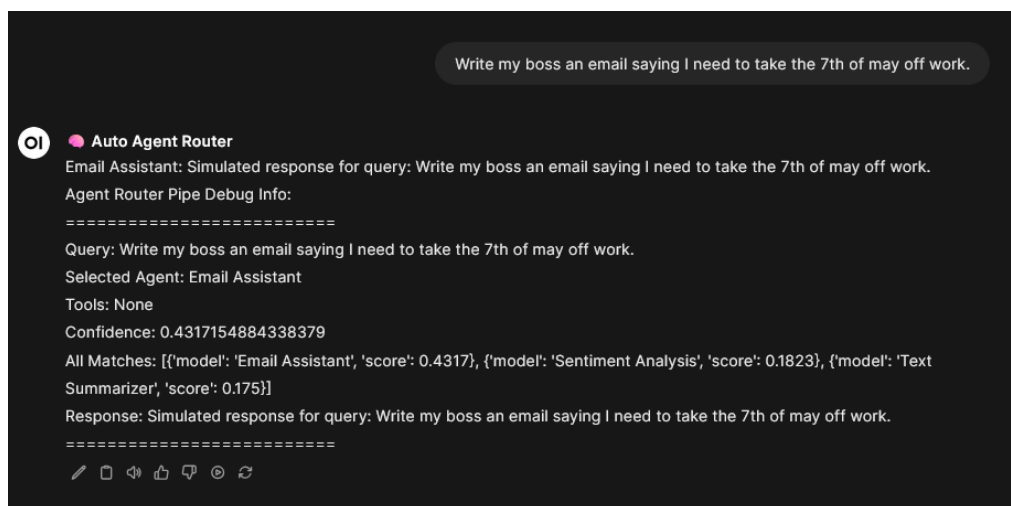 Write my boss an email saying I need to take the 7th of may off work.
OI
🧠 Auto Agent Router
Email Assistant: Simulated response for query: Write my boss an email saying I need to take the 7th of may off work.
Agent Router Pipe Debug Info:
==========================
Query: Write my boss an email saying I need to take the 7th of may off work.
Selected Agent: Email Assistant
Tools: None
Confidence: 0.4317154884338379
All Matches: [{'model': 'Email Assistant', 'score': 0.4317}, {'model': 'Sentiment Analysis', 'score': 0.1823}, {'model': 'Text
Summarizer', 'score': 0.175}]
Response: Simulated response for query: Write my boss an email saying I need to take the 7th of may off work.
==========================